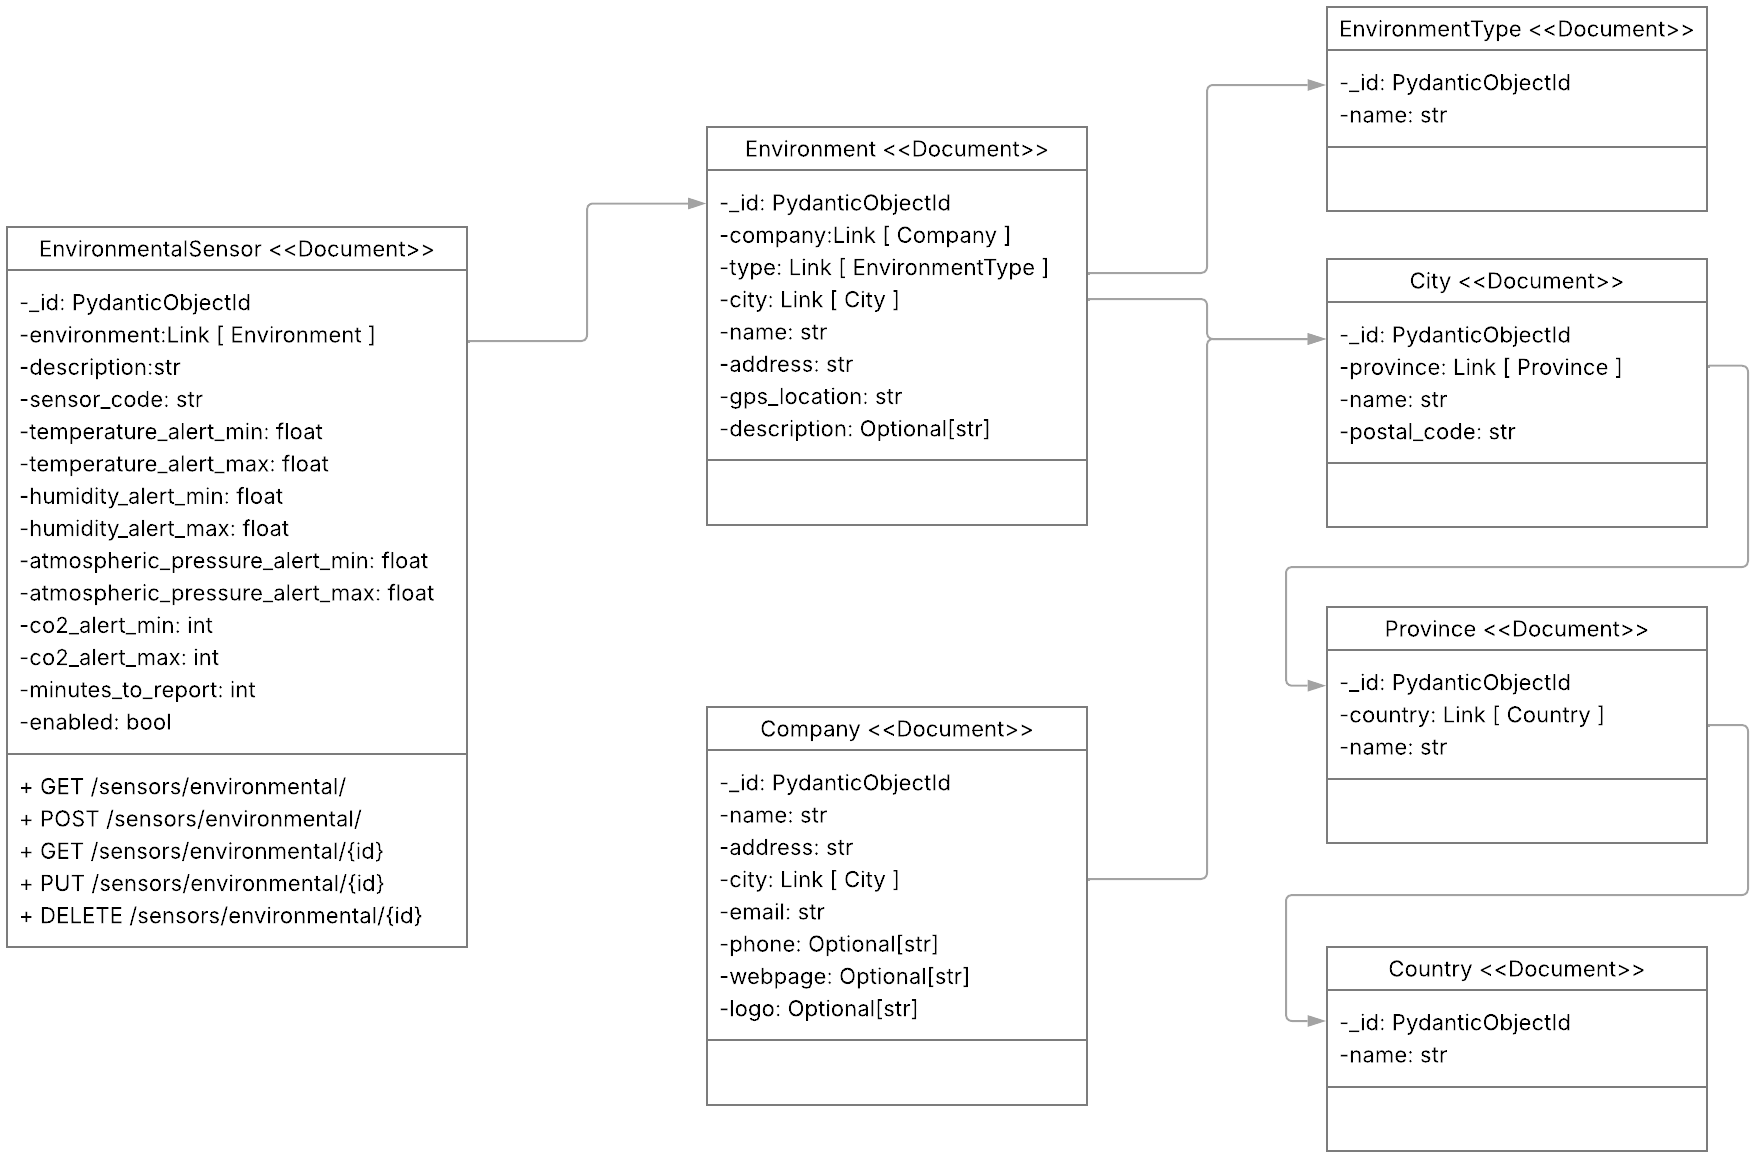 EnvironmentalSensor <<Document>>
-_id: PydanticObjectId
-environment:Link [ Environment ]
-description:str
-sensor_code: str
-temperature_alert_min: float
-temperature_alert_max: float
-humidity_alert_min: float
-humidity_alert_max: float
-atmospheric_pressure_alert_min: float
-atmospheric_pressure_alert_max: float
-co2_alert_min: int
-co2_alert_max: int
-minutes_to_report: int
-enabled: bool
+ GET /sensors/environmental/
+ POST /sensors/environmental/
+ GET /sensors/environmental/{id}
+ PUT /sensors/environmental/{id}
+ DELETE /sensors/environmental/{id}
Environment <<Document>>
-_id: PydanticObjectId
-company:Link [ Company ]
-type: Link [ EnvironmentType ]
-city: Link [ City ]
-name: str
-address: str
-gps_location: str
-description: Optional[str]
Company <<Document>>
-_id: PydanticObjectId
-name: str
-address: str
-city: Link [ City ]
-email: str
-phone: Optional[str]
-webpage: Optional[str]
-logo: Optional[str]
EnvironmentType <<Document>>
-_id: PydanticObjectId
-name: str
City <<Document>>
-_id: PydanticObjectId
-province: Link [ Province ]
-name: str
-postal_code: str
Province <<Document>>
-_id: PydanticObjectId
-country: Link [ Country ]
-name: str
Country <<Document>>
-_id: PydanticObjectId
-name: str